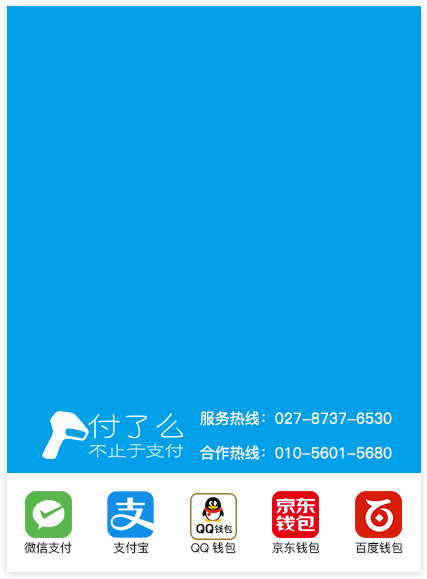 付了么
不止于支付
服务热线：027-8737-6530
合作热线：010-5601-5680
支
QQ钱包
京东
钱包
微信支付
支付宝
QQ 钱包
京东钱包
百度钱包